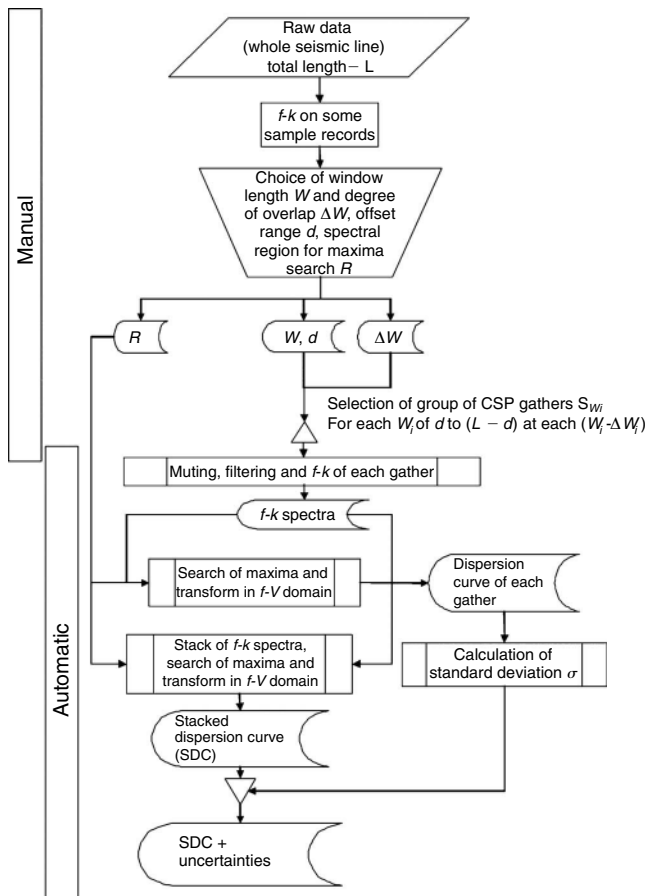 Raw data
(whole seismic line)
total length – L
f-k on some
sample records
Choice of window
length W and degree
of overlap ΔW, offset
range d, spectral
region for maxima
search R
Manual
R
W, d
ΔW
Selection of group of CSP gathers S_Wi
For each W_i of d to (L – d) at each (W_i-ΔW_i)
Muting, filtering and f-k of each gather
f-k spectra
Search of maxima and
transform in f-V domain
Dispersion
curve of each
gather
Automatic
Stack of f-k spectra,
search of maxima and
transform in f-V domain
Calculation of
standard deviation σ
Stacked
dispersion curve
(SDC)
SDC +
uncertainties